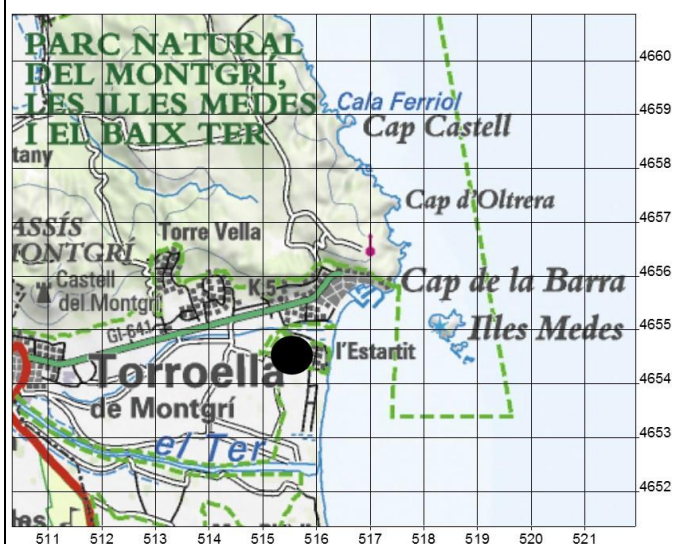 PARC NATURAL
DEL MONTGRÍ,
LES ILLES MEDES
I EL BAIX TER
Cala Ferriol
Cap Castell
tany
Cap d'Oltrera
Torre Vella
ASSÍS
ONTGRÍ
Castell
del Montgrí
K.5
Cap de la Barra
GI-641
Illes Medes
l'Estartit
Torroella
de Montgrí
el Ter
4660
4659
4658
4657
4656
4655
4654
4653
4652
511 512 513 514 515 516 517 518 519 520 521